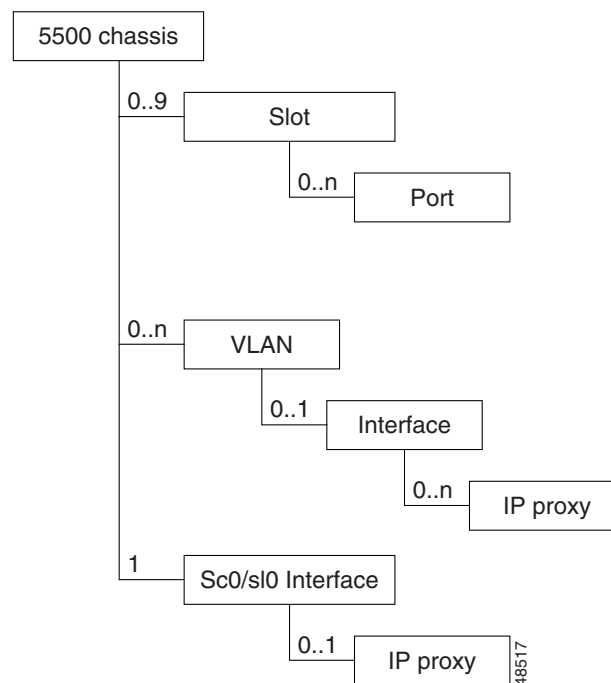 5500 chassis
0..9
Slot
0..n
Port
0..n
VLAN
0..1
Interface
0..n
IP proxy
1
Sc0/sl0 Interface
0..1
IP proxy
48517